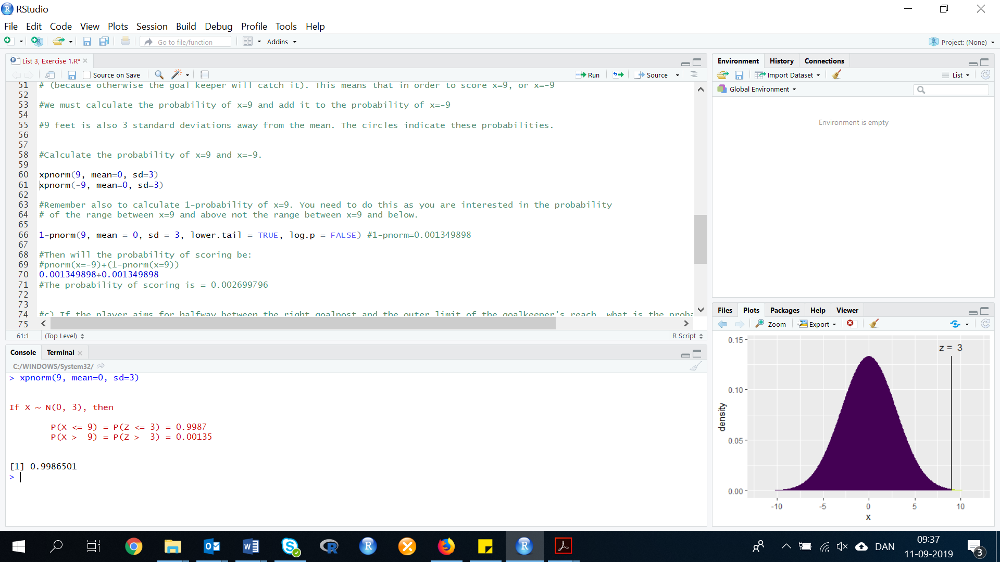 RStudio
File Edit Code View Plots Session Build Debug Profile Tools Help
Go to file/function Addins Project: (None)
List 3, Exercise 1.R*
Source on Save Run Source
51 # (because otherwise the goal keeper will catch it). This means that in order to score x=9, or x=-9
52
53 #We must calculate the probability of x=9 and add it to the probability of x=-9
54
55 #9 feet is also 3 standard deviations away from the mean. The circles indicate these probabilities.
56
57
58 #Calculate the probability of x=9 and x=-9.
59
60 xpnorm(9, mean=0, sd=3)
61 xpnorm(-9, mean=0, sd=3)
62
63 #Remember also to calculate 1-probability of x=9. You need to do this as you are interested in the probability
64 # of the range between x=9 and above not the range between x=9 and below.
65
66 1-pnorm(9, mean = 0, sd = 3, lower.tail = TRUE, log.p = FALSE) #1-pnorm=0.001349898
67
68 #Then will the probability of scoring be:
69 #pnorm(x=-9)+(1-pnorm(x=9))
70 0.001349898+0.001349898
71 #The probability of scoring is = 0.002699796
72
73
74 #c) If the player aims for halfway between the right goalpost and the outer limit of the goalkeeper's reach, what is the proba
75
61:1 (Top Level) R Script
Console Terminal
C:/WINDOWS/System32/
> xpnorm(9, mean=0, sd=3)
If X ~ N(0, 3), then
P(X <= 9) = P(Z <= 3) = 0.9987
P(X > 9) = P(Z > 3) = 0.00135
[1] 0.9986501
>
Environment History Connections
Import Dataset List
Global Environment
Environment is empty
Files Plots Packages Help Viewer
Zoom Export
z = 3
0.15
0.10
0.05
0.00
density
-10 -5 0 5 10
x
DAN
09:37
11-09-2019
3